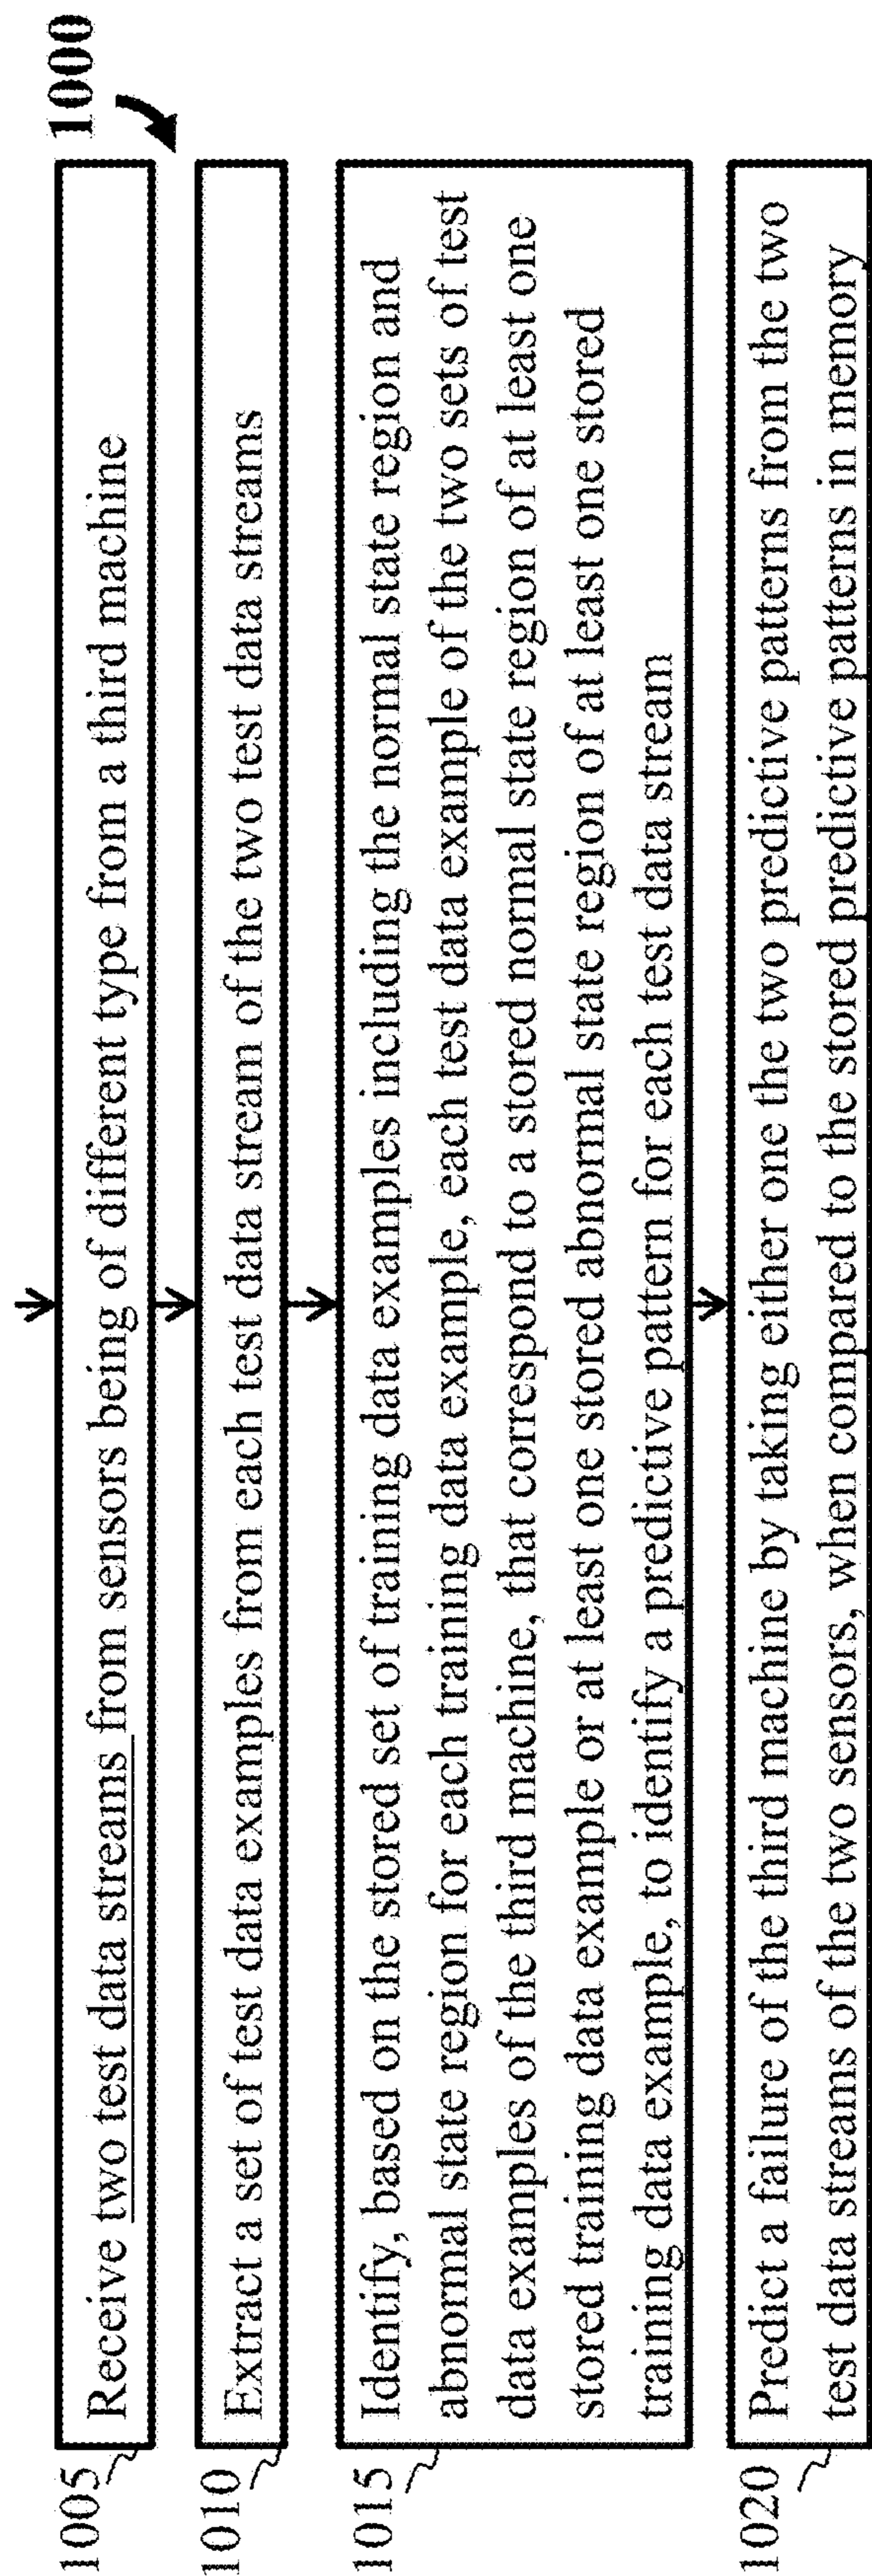 1000
1005
Receive two test data streams from sensors being of different type from a third machine
1010
Extract a set of test data examples from each test data stream of the two test data streams
1015
Identify, based on the stored set of training data examples including the normal state region and
abnormal state region for each training data example, each test data example of the two sets of test
data examples of the third machine, that correspond to a stored normal state region of at least one
stored training data example or at least one stored abnormal state region of at least one stored
training data example, to identify a predictive pattern for each test data stream
1020
Predict a failure of the third machine by taking either one the two predictive patterns from the two
test data streams of the two sensors, when compared to the stored predictive patterns in memory